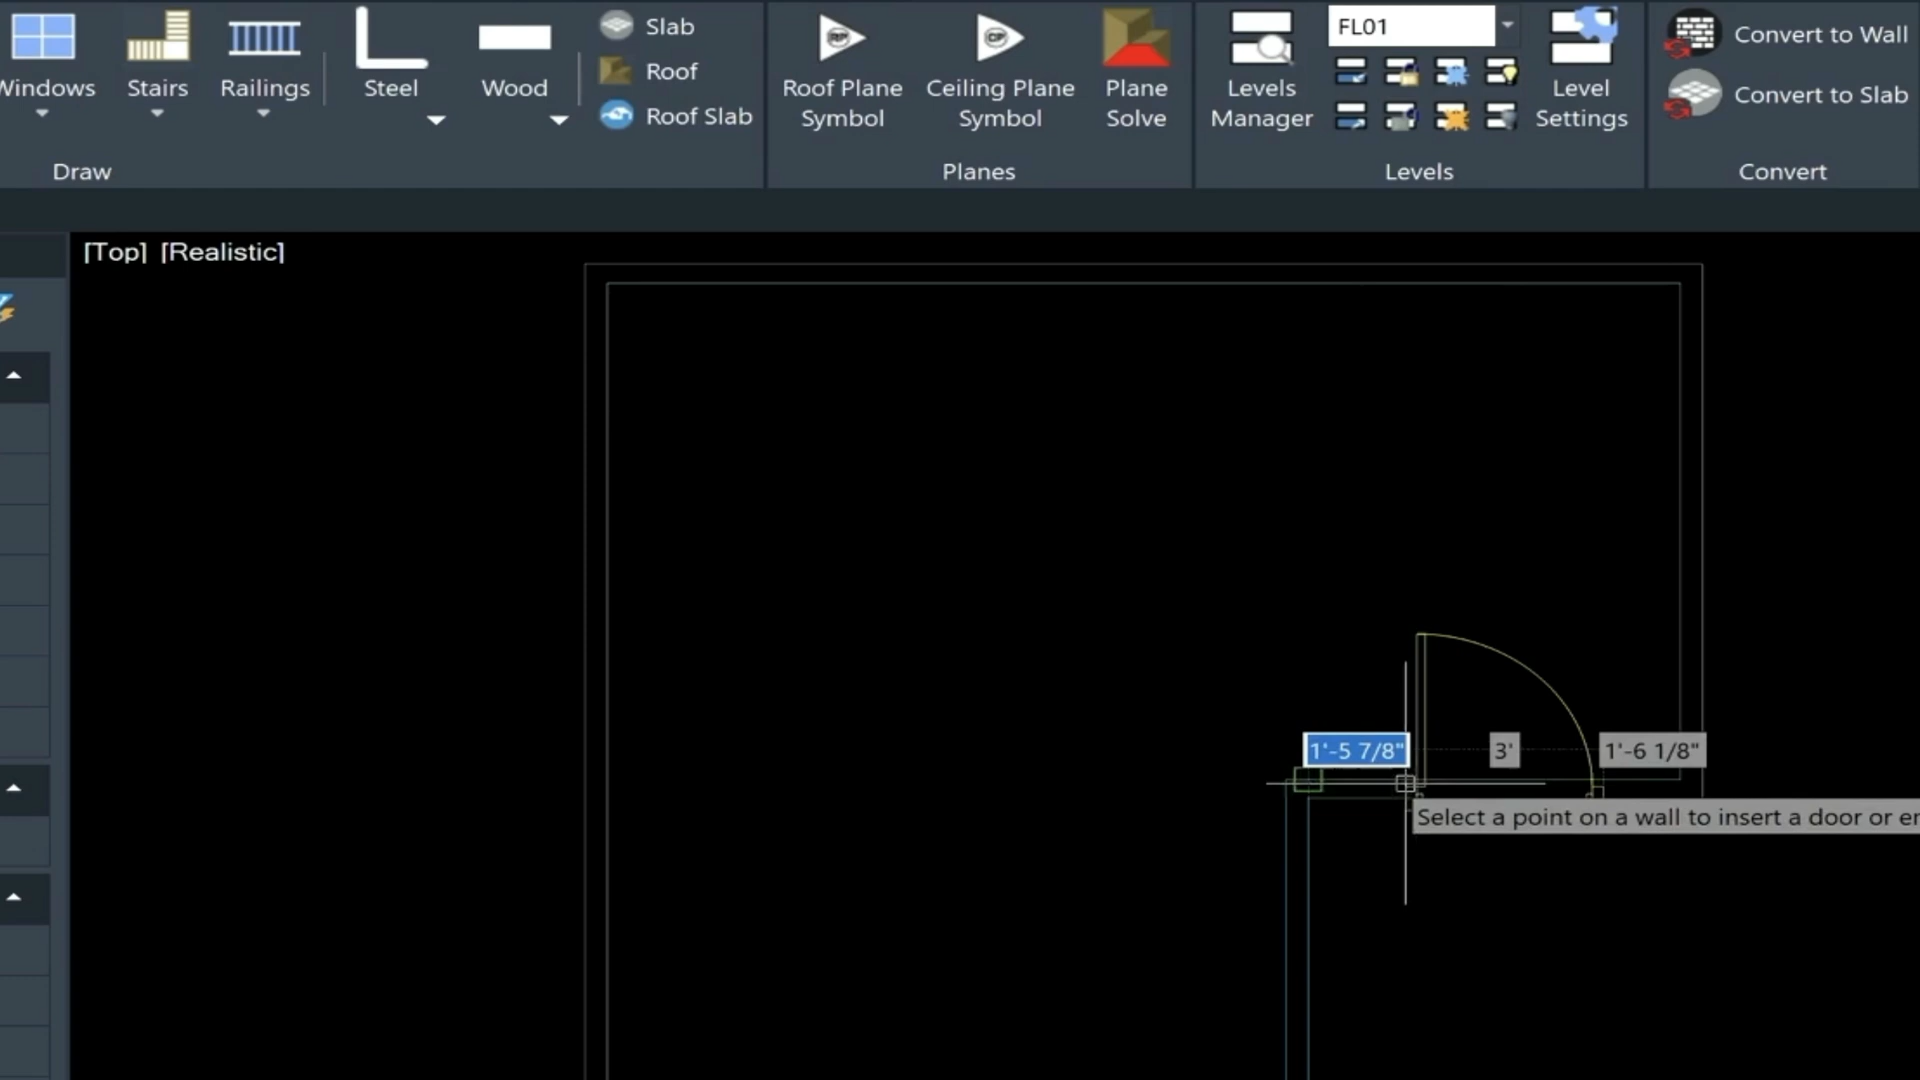 Windows
Stairs
Railings
Steel
Wood
Slab
Roof
Roof Slab
Draw
RP
Roof Plane
Symbol
CP
Ceiling Plane
Symbol
Plane
Solve
Planes
Levels
Manager
FL01
Level
Settings
Levels
Convert to Wall
Convert to Slab
Convert
[Top] [Realistic]
1'-5 7/8"
3'
1'-6 1/8"
Select a point on a wall to insert a door or